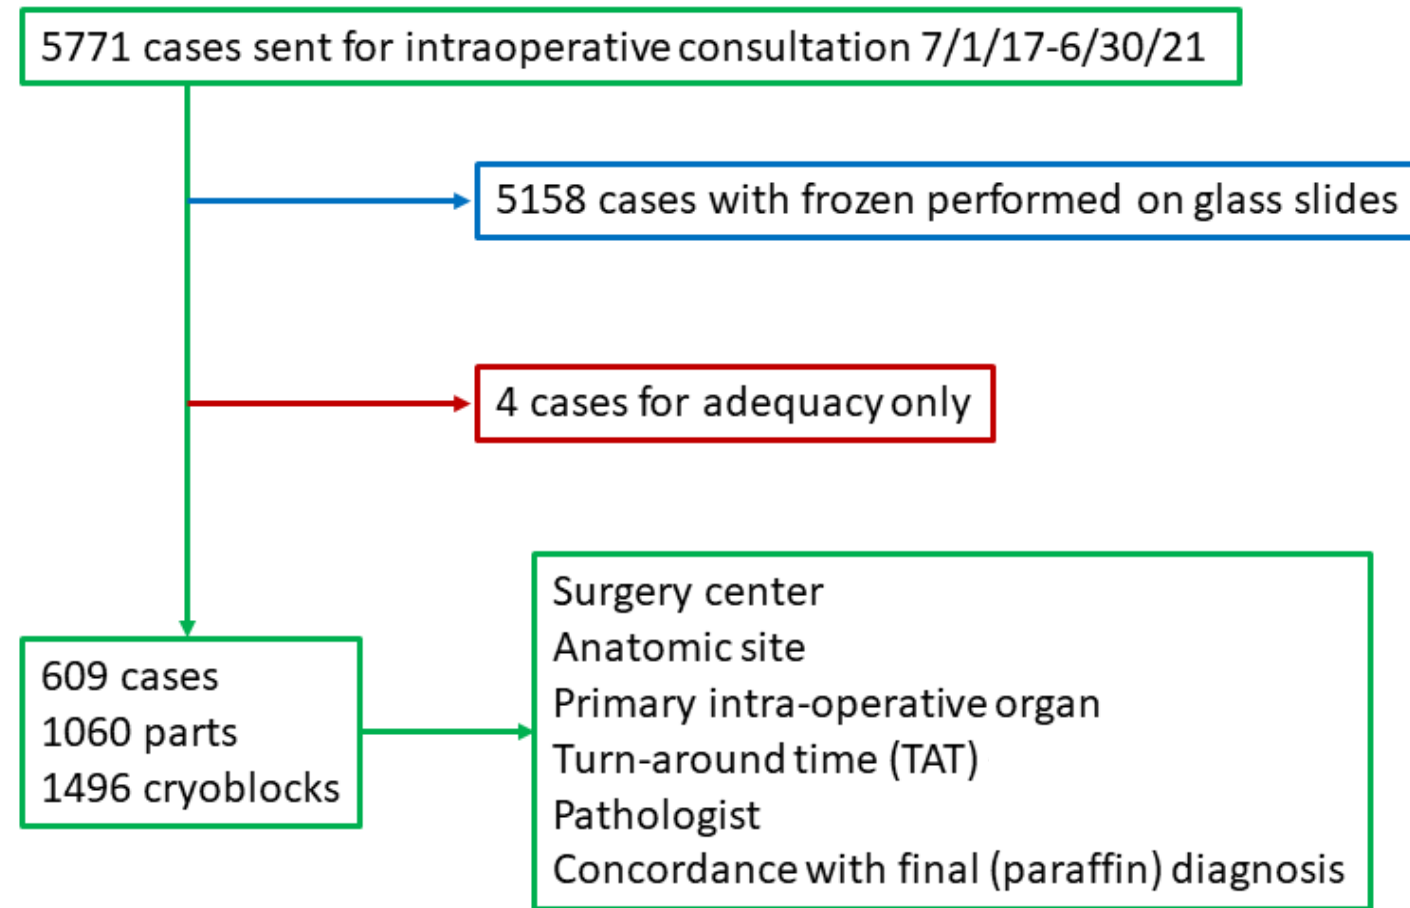 5771 cases sent for intraoperative consultation 7/1/17-6/30/21
5158 cases with frozen performed on glass slides
4 cases for adequacy only
609 cases
1060 parts
1496 cryoblocks
Surgery center
Anatomic site
Primary intra-operative organ
Turn-around time (TAT)
Pathologist
Concordance with final (paraffin) diagnosis